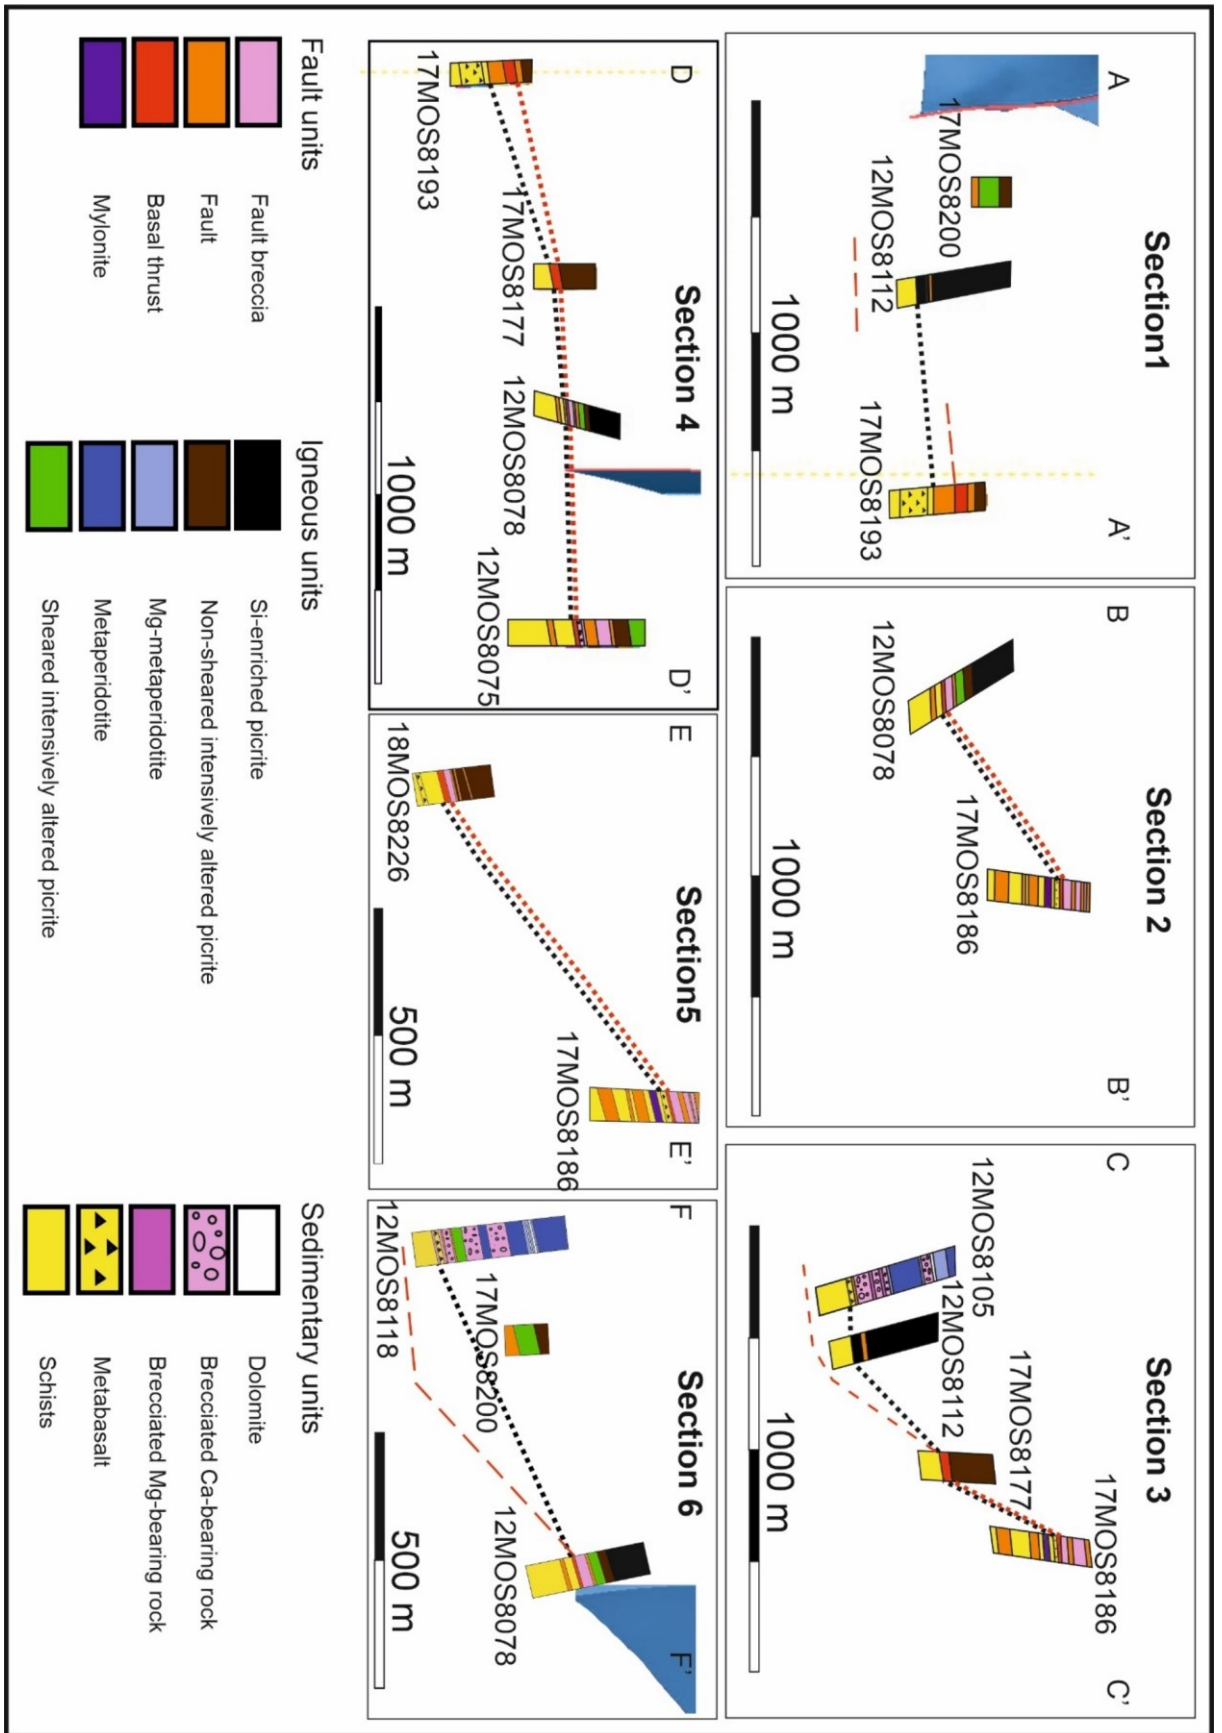 Section1
A
A'
17MOS8200
12MOS8112
17MOS8193
1000 m
Section 2
B
B'
12MOS8078
17MOS8186
1000 m
Section 3
C
C'
12MOS8105
12MOS8112
17MOS8177
17MOS8186
1000 m
Section 4
D
D'
17MOS8193
17MOS8177
12MOS8078
12MOS8075
1000 m
Section5
E
E'
18MOS8226
17MOS8186
500 m
Section 6
F
F'
12MOS8118
17MOS8200
12MOS8078
500 m
Fault units
Fault breccia
Fault
Basal thrust
Mylonite
Igneous units
Si-enriched picrite
Non-sheared intensively altered picrite
Mg-metaperidotite
Metaperidotite
Sheared intensively altered picrite
Sedimentary units
Dolomite
Brecciated Ca-bearing rock
Brecciated Mg-bearing rock
Metabasalt
Schists